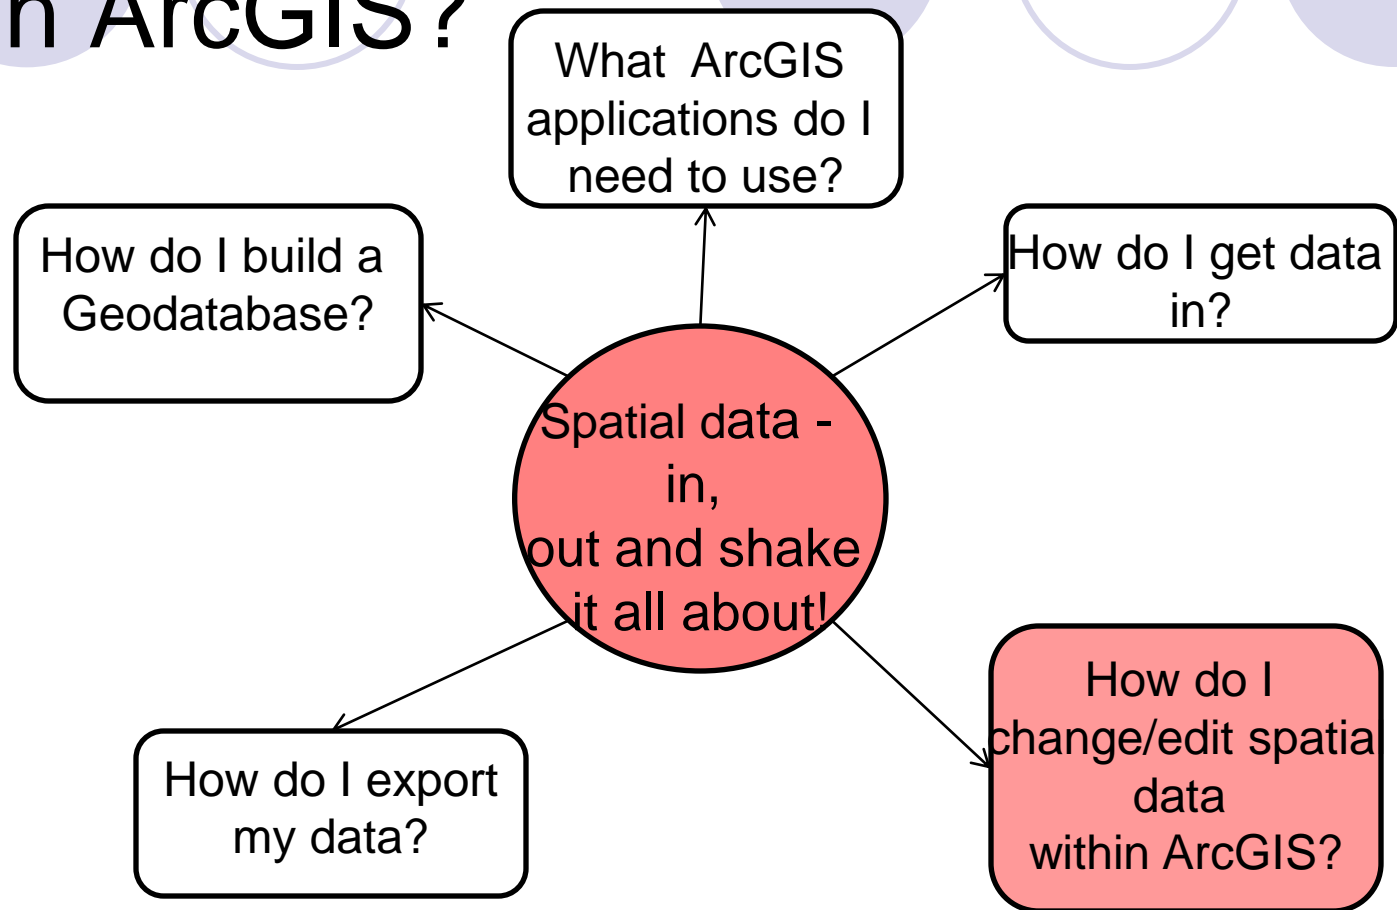 n ArcGIS?
What ArcGIS
applications do I
need to use?
How do I build a
Geodatabase?
How do I get data
in?
Spatial data -
in,
out and shake
it all about!
How do I export
my data?
How do I
change/edit spatia
data
within ArcGIS?